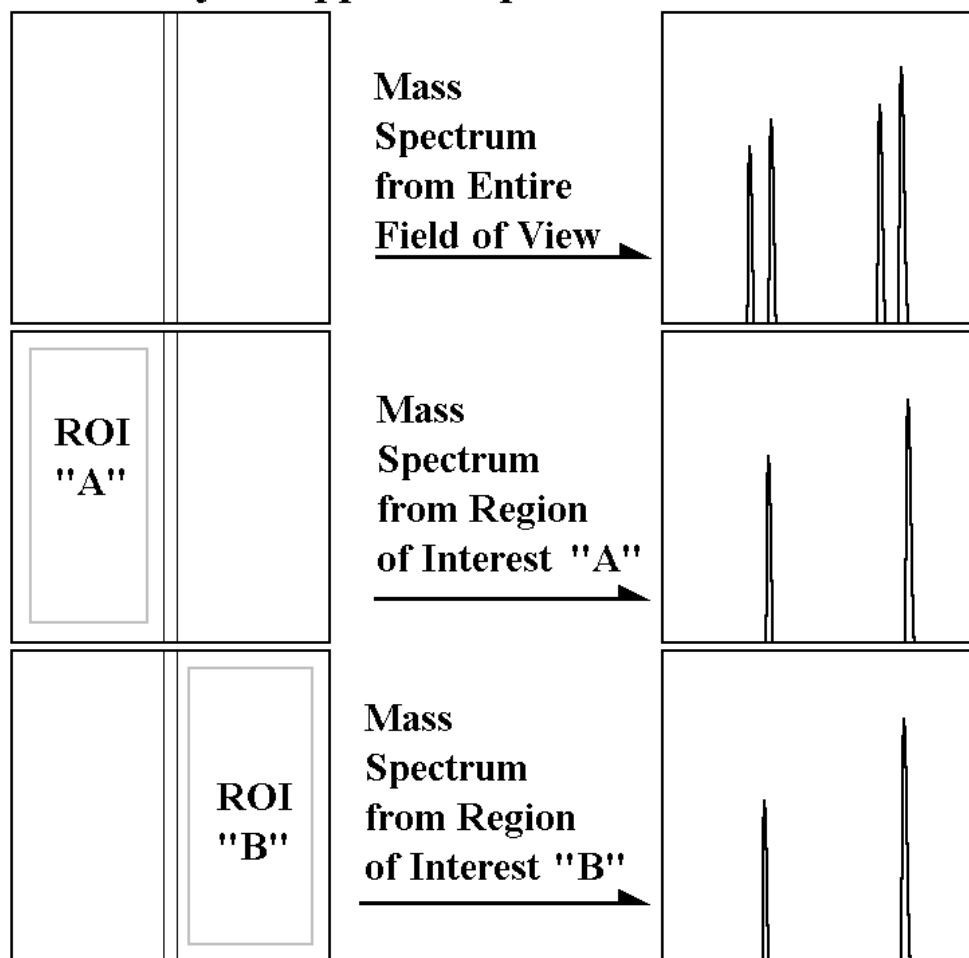 Mass
Spectrum
from Entire
Field of View
ROI
"A"
Mass
Spectrum
from Region
of Interest "A"
ROI
"B"
Mass
Spectrum
from Region
of Interest "B"